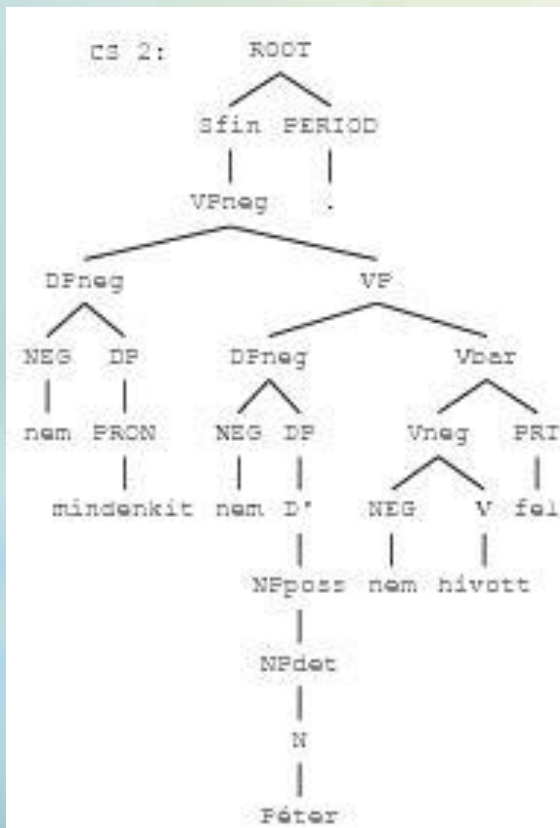 CS 2: ROOT
Sfin PERIOD
VPneg .
DPneg VP
NEG DP DPneg Vbar
nem PRON NEG DP Vneg PRT
mindenkit nem D' NEG V fel
NPposs nem hívott
NPdet
N
Péter